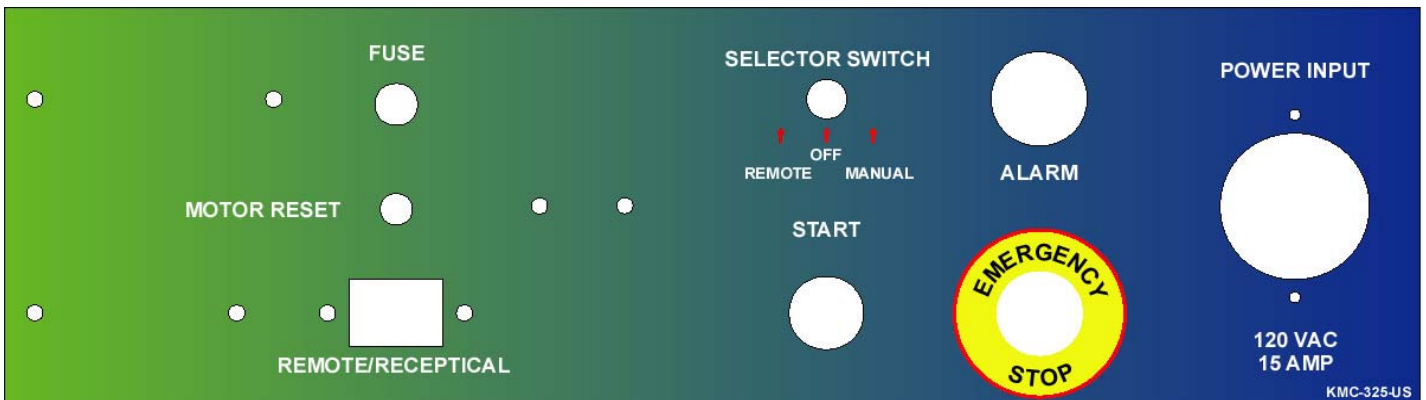 FUSE
MOTOR RESET
REMOTE/RECEPTICAL
SELECTOR SWITCH
OFF
REMOTE MANUAL
START
ALARM
EMERGENCY
STOP
POWER INPUT
120 VAC
15 AMP
KMC-325-US